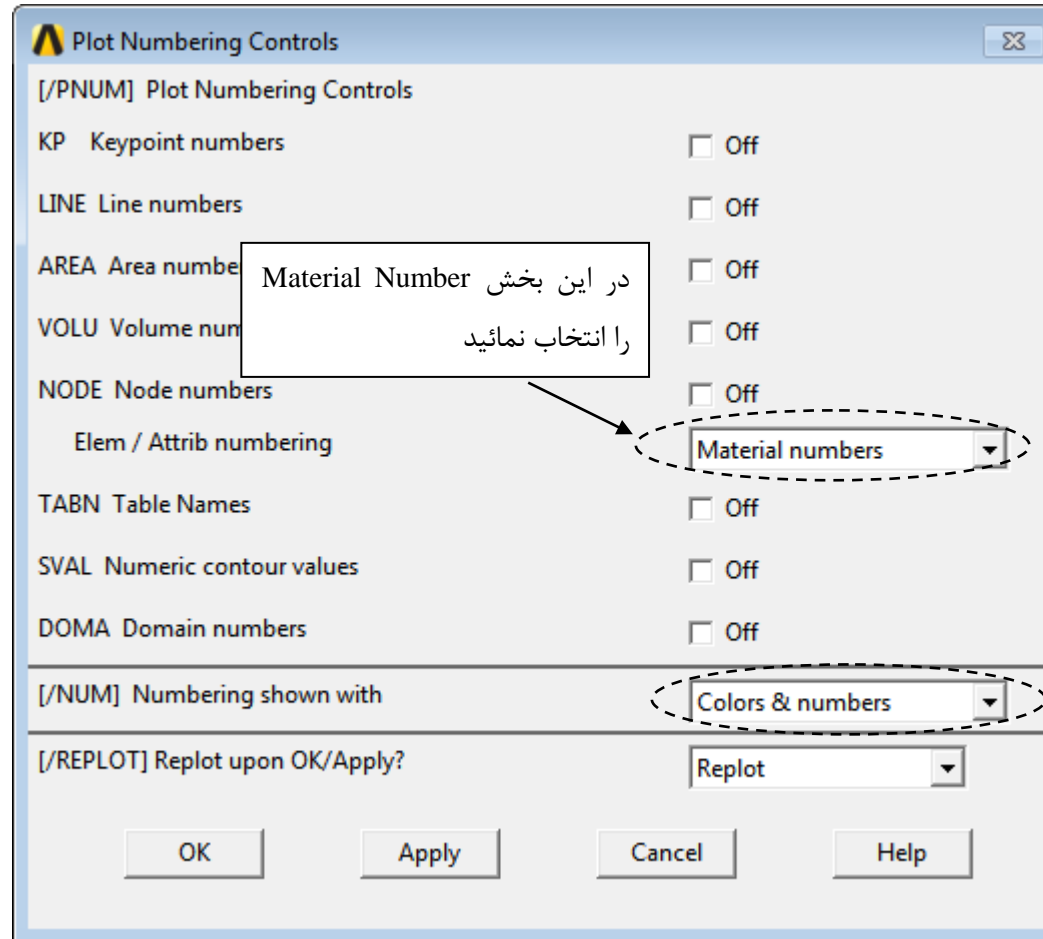 Plot Numbering Controls
[/PNUM] Plot Numbering Controls
KP Keypoint numbers
Off
LINE Line numbers
Off
AREA Area number
Off
VOLU Volume num
Off
در این بخش Material Number
را انتخاب نمائید
NODE Node numbers
Off
Elem / Attrib numbering
Material numbers
TABN Table Names
Off
SVAL Numeric contour values
Off
DOMA Domain numbers
Off
[/NUM] Numbering shown with
Colors & numbers
[/REPLOT] Replot upon OK/Apply?
Replot
OK
Apply
Cancel
Help